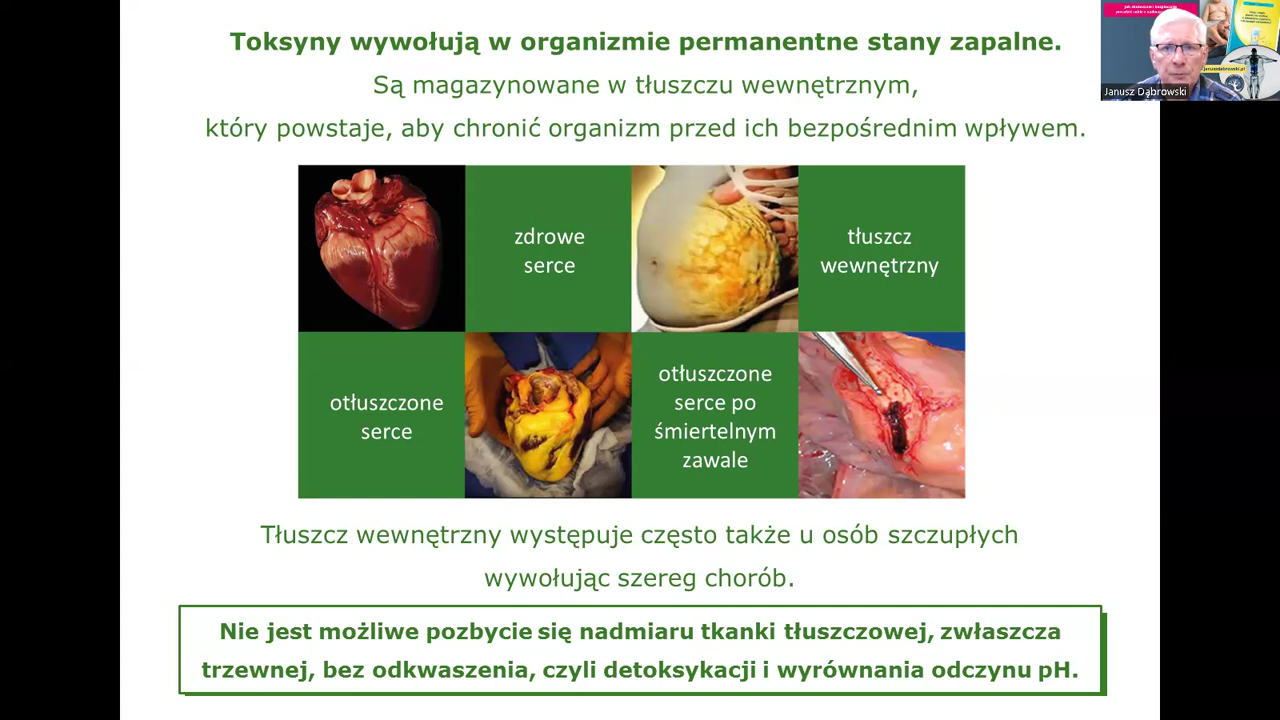 Toksyny wywołują w organizmie permanentne stany zapalne.
Są magazynowane w tłuszczu wewnętrznym,
który powstaje, aby chronić organizm przed ich bezpośrednim wpływem.
zdrowe
serce
tłuszcz
wewnętrzny
otłuszczone
serce
otłuszczone
serce po
śmiertelnym
zawale
Tłuszcz wewnętrzny występuje często także u osób szczupłych
wywołując szereg chorób.
Nie jest możliwe pozbycie się nadmiaru tkanki tłuszczowej, zwłaszcza
trzewnej, bez odkwaszenia, czyli detoksykacji i wyrównania odczynu pH.
Janusz Dąbrowski